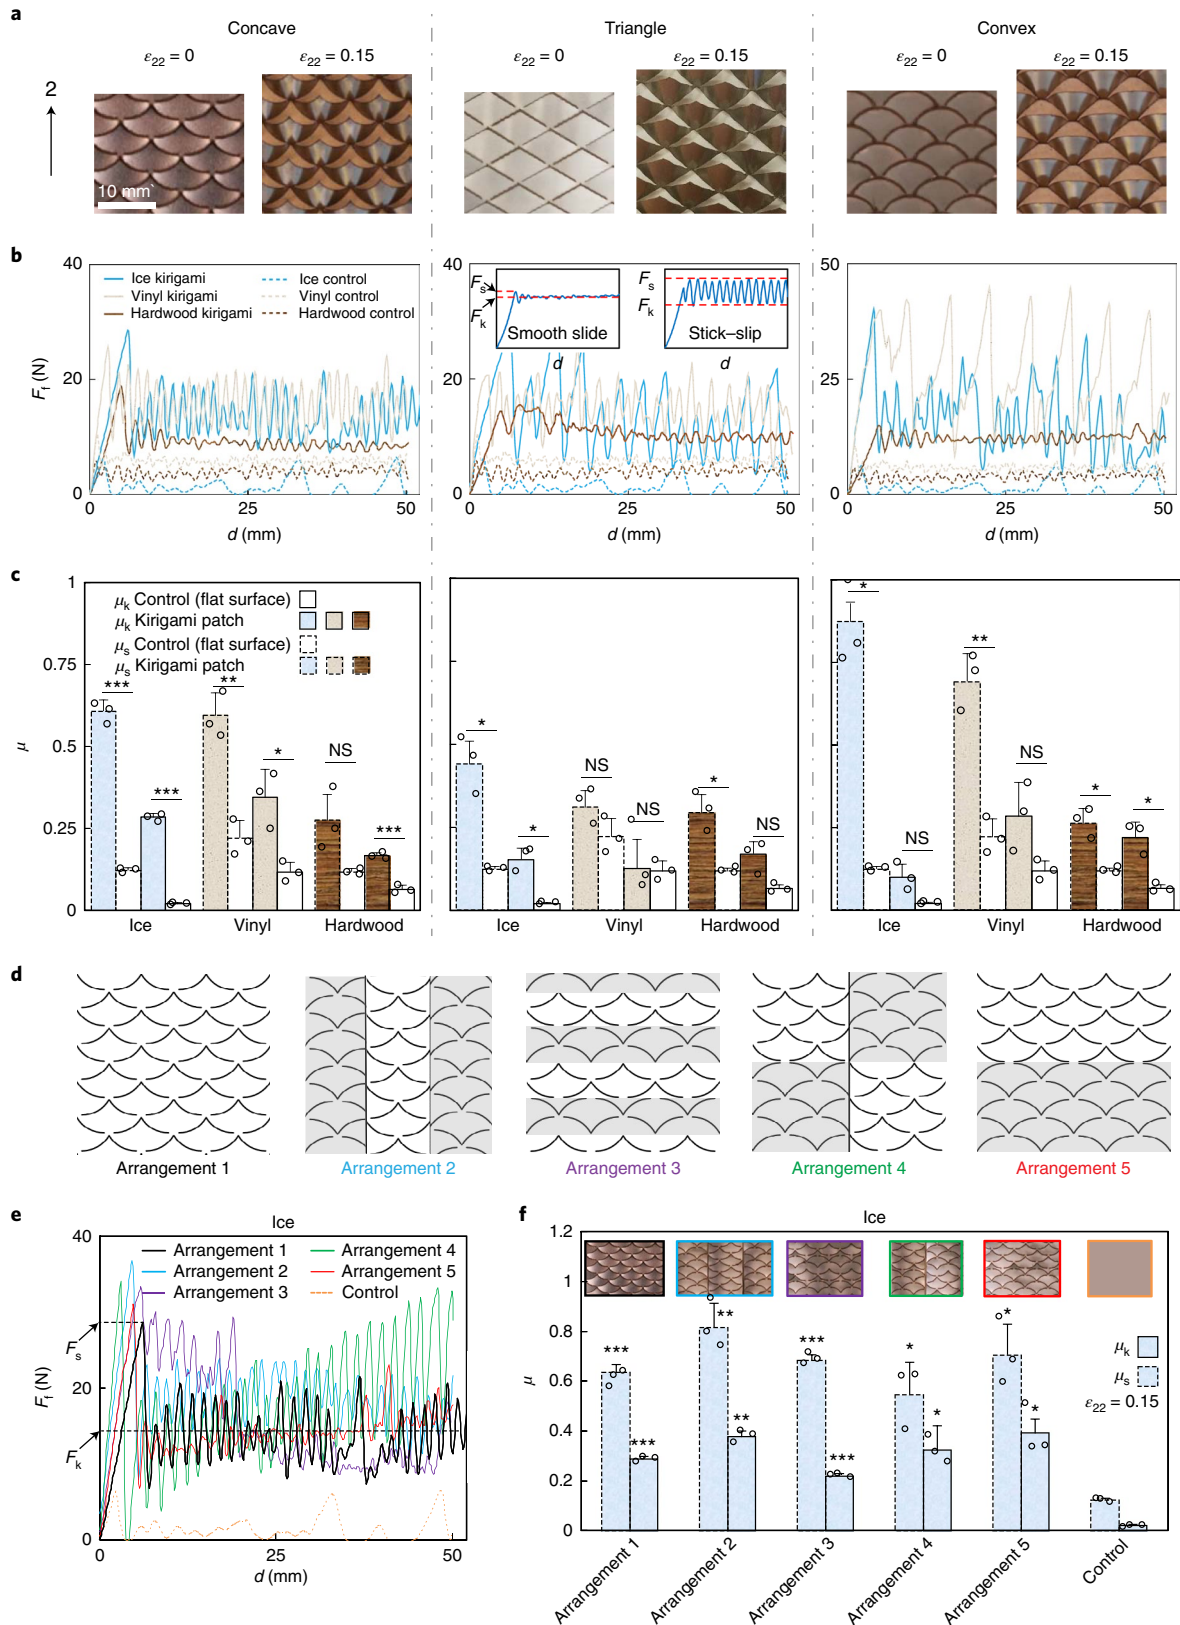 a
Concave
Triangle
Convex
ε22 = 0
ε22 = 0.15
ε22 = 0
ε22 = 0.15
ε22 = 0
ε22 = 0.15
2
10 mm
b
40
20
0
Ff (N)
0
25
50
d (mm)
Ice kirigami
Vinyl kirigami
Hardwood kirigami
Ice control
Vinyl control
Hardwood control
40
20
0
0
25
50
d (mm)
Fs
Fk
Smooth slide
d
Fs
Fk
Stick–slip
d
50
25
0
0
25
50
d (mm)
c
1
0.75
0.5
0.25
0
μ
μk Control (flat surface)
μk Kirigami patch
μs Control (flat surface)
μs Kirigami patch
***
***
**
*
NS
***
Ice
Vinyl
Hardwood
*
*
NS
NS
*
NS
Ice
Vinyl
Hardwood
*
NS
**
NS
*
*
Ice
Vinyl
Hardwood
d
Arrangement 1
Arrangement 2
Arrangement 3
Arrangement 4
Arrangement 5
e
Ice
40
20
0
Fs
Fk
Ff (N)
Arrangement 1
Arrangement 2
Arrangement 3
Arrangement 4
Arrangement 5
Control
0
25
50
d (mm)
f
Ice
1.2
1
0.8
0.6
0.4
0.2
0
μ
***
***
**
**
***
***
*
*
*
*
μk
μs
ε22 = 0.15
Arrangement 1
Arrangement 2
Arrangement 3
Arrangement 4
Arrangement 5
Control